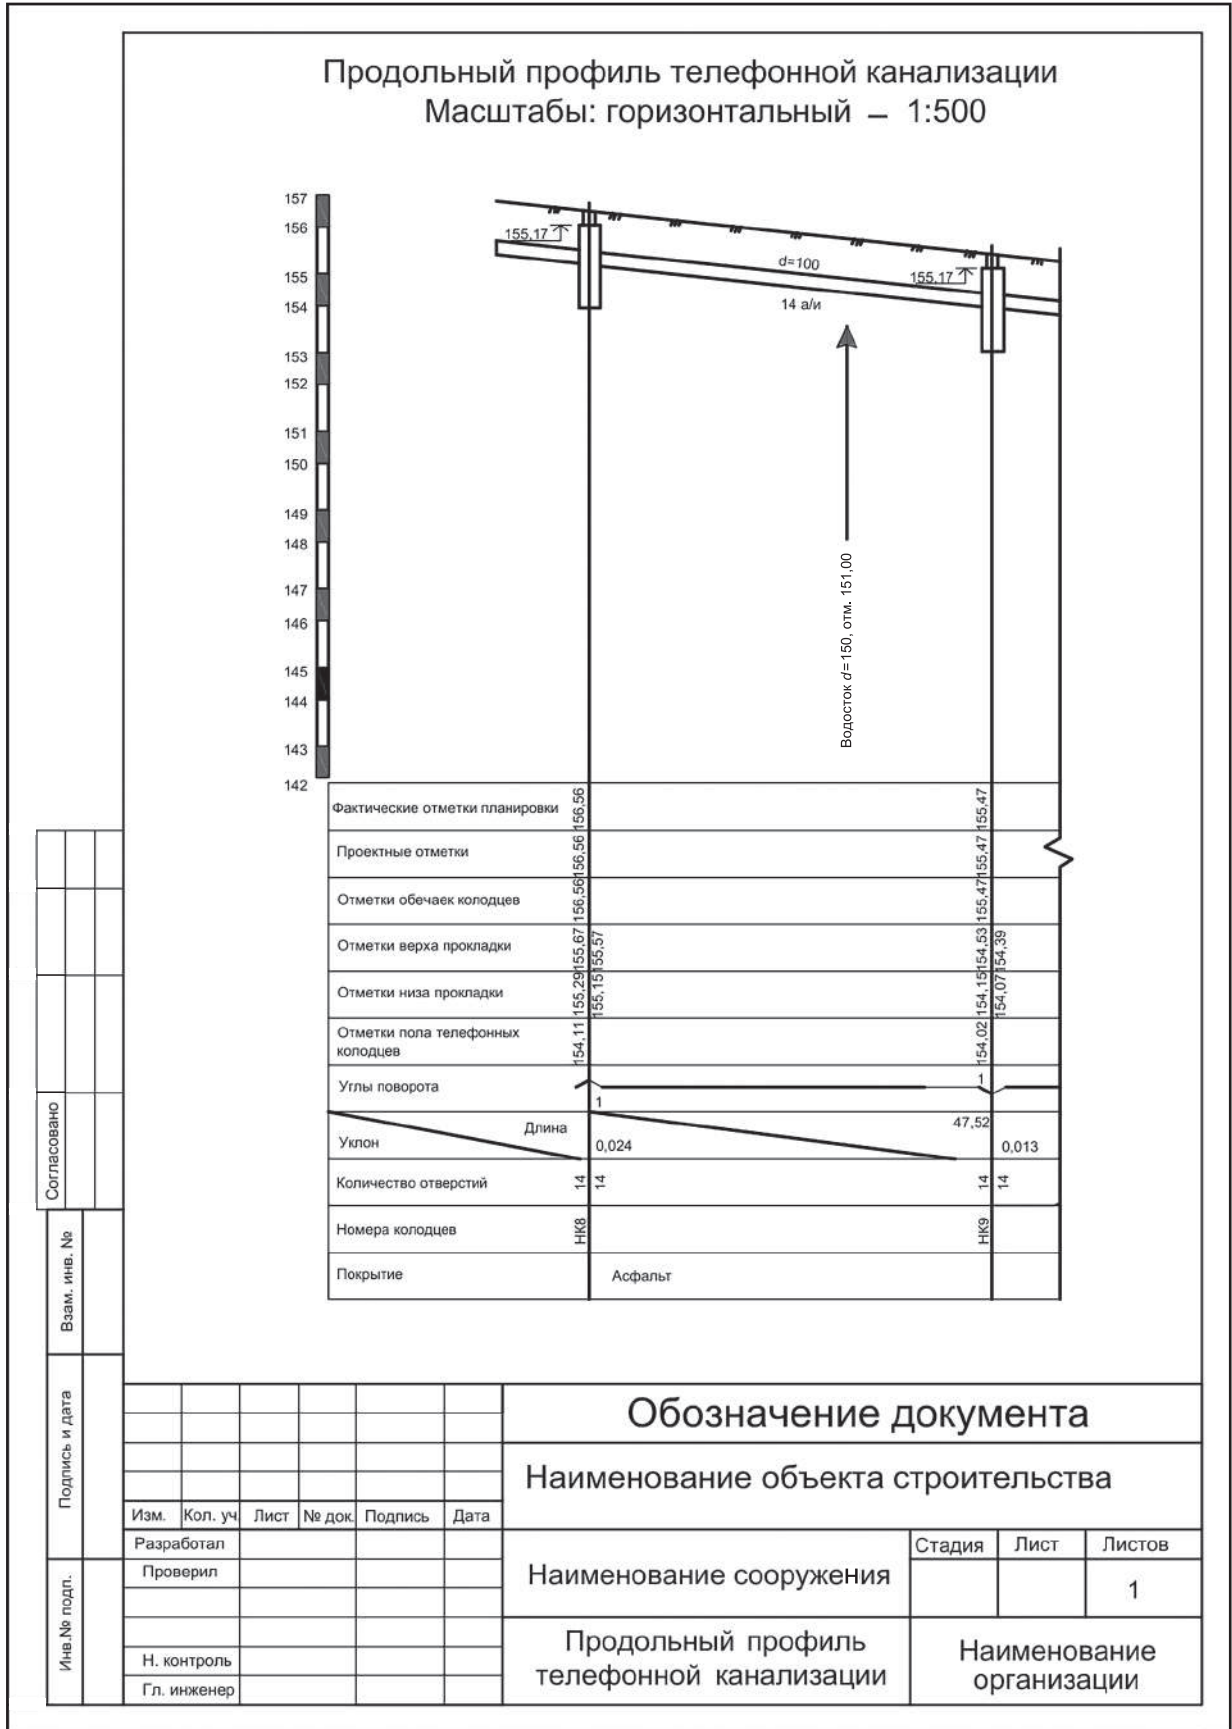 Продольный профиль телефонной канализации
Масштабы: горизонтальный – 1:500
157
156
155
154
153
152
151
150
149
148
147
146
145
144
143
142
155,17
d=100
14 а/и
155,17
Водосток d=150, отм. 151,00
Фактические отметки планировки 156,56 155,47
Проектные отметки 156,56 155,47
Отметки обечаек колодцев 156,56 155,47
Отметки верха прокладки 155,67 155,57 154,53 154,39
Отметки низа прокладки 155,29 155,15 154,15 154,07
Отметки пола телефонных
колодцев 154,11 154,02
Углы поворота 1 1
Длина 47,52
Уклон 0,024 0,013
Количество отверстий 14 14 14 14
Номера колодцев НК8 НК9
Покрытие Асфальт
Согласовано
Взам. инв. №
Подпись и дата
Инв.№ подл.
Обозначение документа
Наименование объекта строительства
Изм. Кол. уч Лист № док. Подпись Дата
Разработал
Проверил
Н. контроль
Гл. инженер
Наименование сооружения
Стадия Лист Листов
1
Продольный профиль
телефонной канализации
Наименование
организации